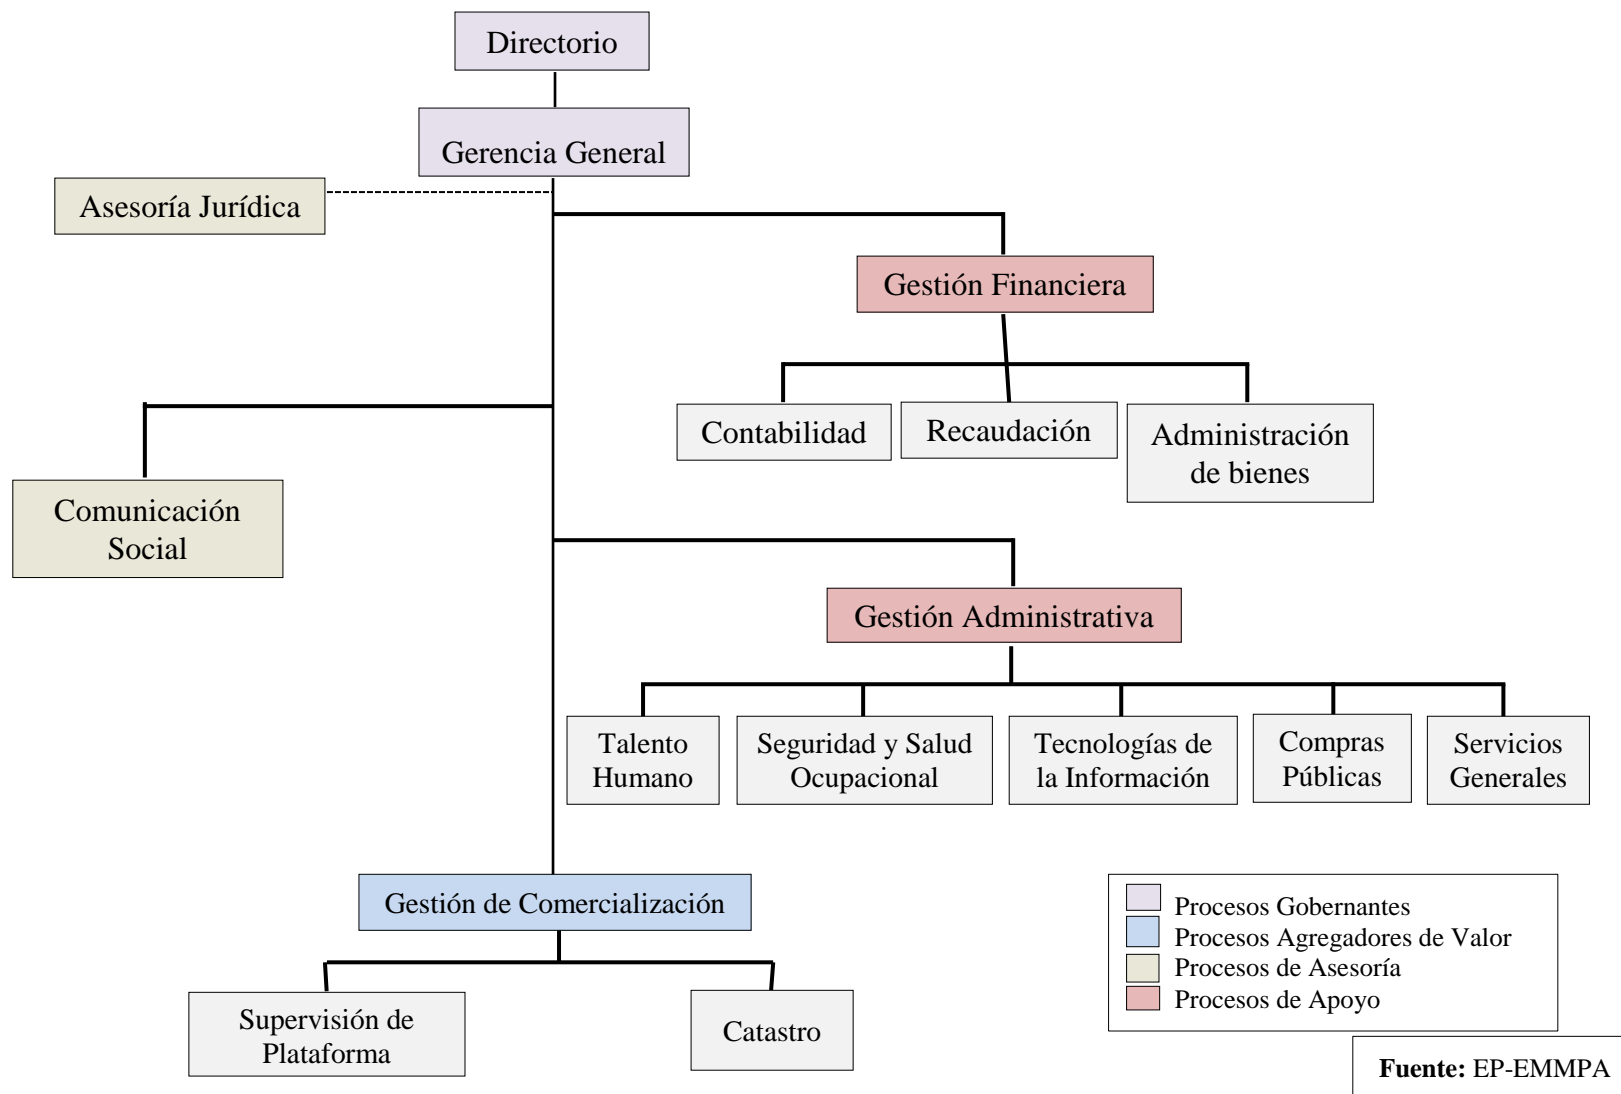 Directorio
Gerencia General
Asesoría Jurídica
Gestión Financiera
Contabilidad
Recaudación
Administración
de bienes
Comunicación
Social
Gestión Administrativa
Talento
Humano
Seguridad y Salud
Ocupacional
Tecnologías de
la Información
Compras
Públicas
Servicios
Generales
Gestión de Comercialización
Supervisión de
Plataforma
Catastro
Procesos Gobernantes
Procesos Agregadores de Valor
Procesos de Asesoría
Procesos de Apoyo
Fuente: EP-EMMPA